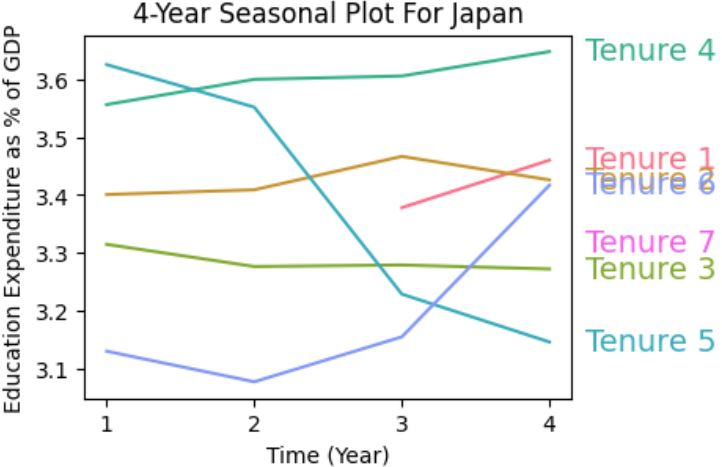 4-Year Seasonal Plot For Japan
Education Expenditure as % of GDP
3.6
3.5
3.4
3.3
3.2
3.1
1 2 3 4
Time (Year)
Tenure 4
Tenure 1
Tenure 2
Tenure 6
Tenure 7
Tenure 3
Tenure 5